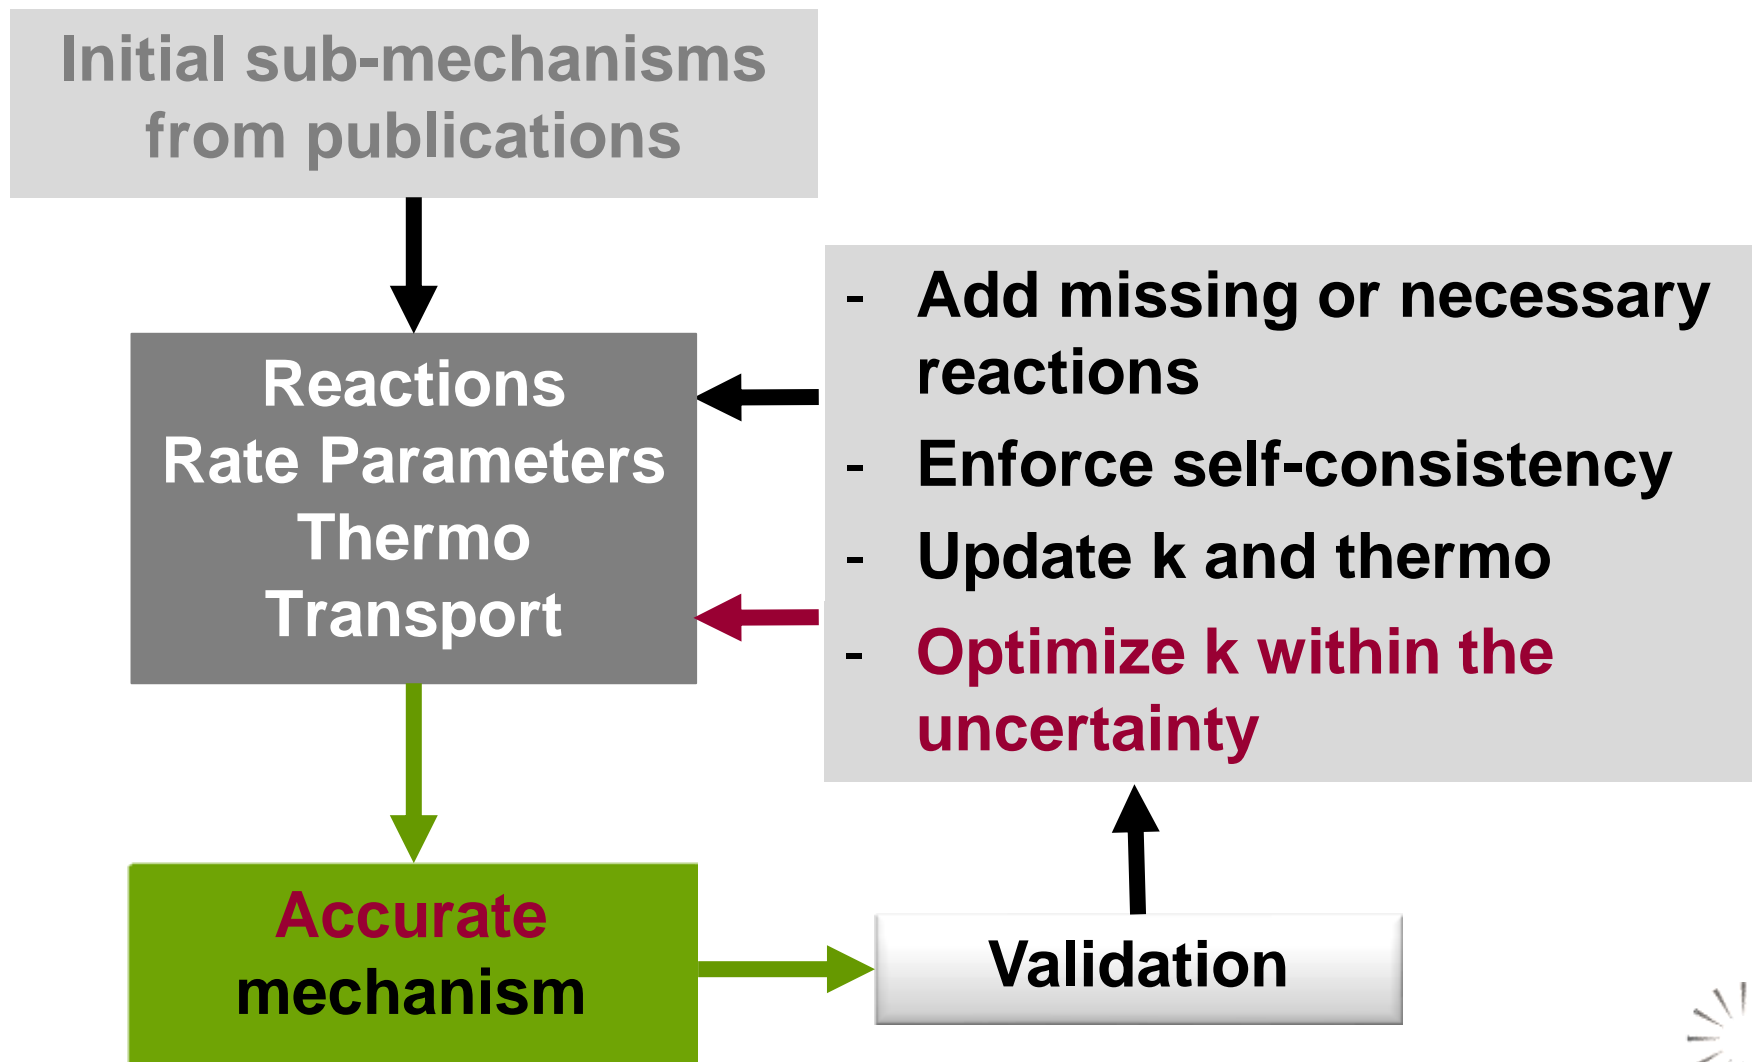 Initial sub-mechanisms
from publications
Reactions
Rate Parameters
Thermo
Transport
- Add missing or necessary
reactions
- Enforce self-consistency
- Update k and thermo
- Optimize k within the
uncertainty
Accurate
mechanism
Validation